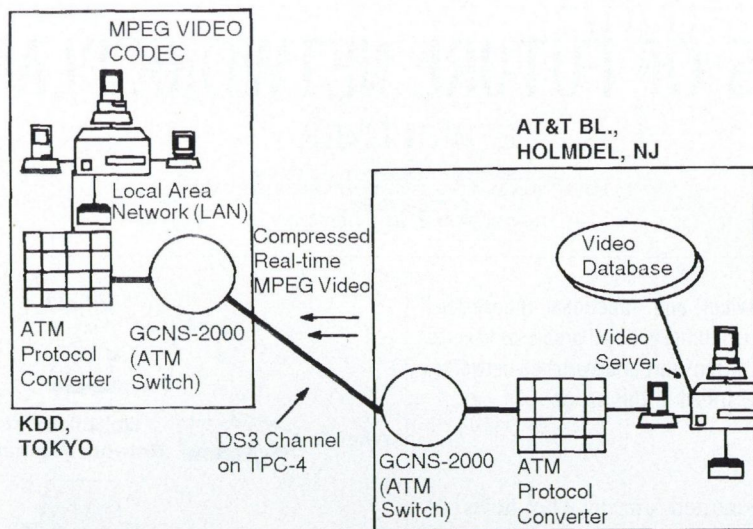 MPEG VIDEO
CODEC
Local Area
Network (LAN)
ATM
Protocol
Converter
GCNS-2000
(ATM
Switch)
KDD,
TOKYO
Compressed
Real-time
MPEG Video
DS3 Channel
on TPC-4
AT&T BL.,
HOLMDEL, NJ
Video
Database
Video
Server
GCNS-2000
(ATM
Switch)
ATM
Protocol
Converter